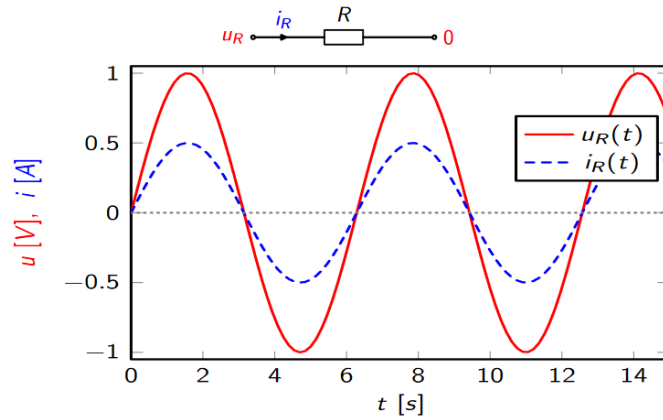 R
i_R
u_R 0
1
0.5
0
−0.5
−1
u [V], i [A]
u_R(t)
i_R(t)
0 2 4 6 8 10 12 14
t [s]